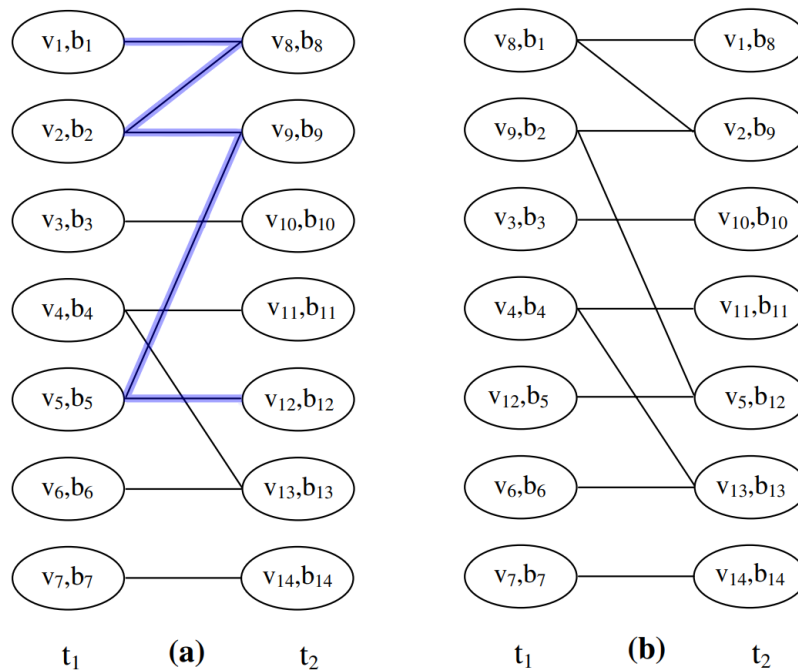 v₁,b₁ v₈,b₈ v₈,b₁ v₁,b₈
v₂,b₂ v₉,b₉ v₉,b₂ v₂,b₉
v₃,b₃ v₁₀,b₁₀ v₃,b₃ v₁₀,b₁₀
v₄,b₄ v₁₁,b₁₁ v₄,b₄ v₁₁,b₁₁
v₅,b₅ v₁₂,b₁₂ v₁₂,b₅ v₅,b₁₂
v₆,b₆ v₁₃,b₁₃ v₆,b₆ v₁₃,b₁₃
v₇,b₇ v₁₄,b₁₄ v₇,b₇ v₁₄,b₁₄
t₁ (a) t₂ t₁ (b) t₂